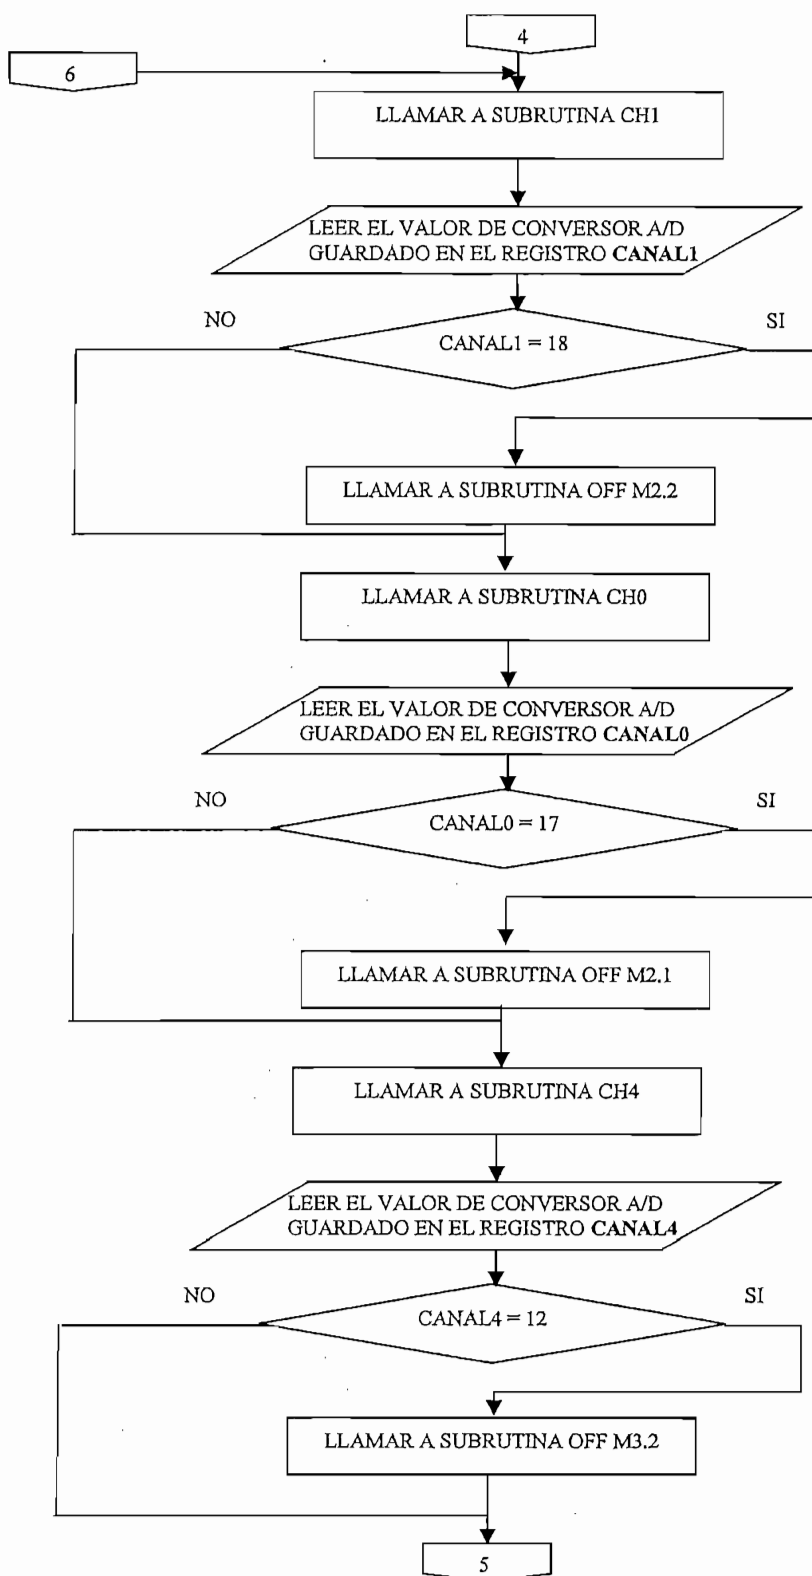 4
6
LLAMAR A SUBRUTINA CH1
LEER EL VALOR DE CONVERSOR A/D
GUARDADO EN EL REGISTRO CANAL1
NO
SI
CANAL1 = 18
LLAMAR A SUBRUTINA OFF M2.2
LLAMAR A SUBRUTINA CH0
LEER EL VALOR DE CONVERSOR A/D
GUARDADO EN EL REGISTRO CANAL0
NO
SI
CANAL0 = 17
LLAMAR A SUBRUTINA OFF M2.1
LLAMAR A SUBRUTINA CH4
LEER EL VALOR DE CONVERSOR A/D
GUARDADO EN EL REGISTRO CANAL4
NO
SI
CANAL4 = 12
LLAMAR A SUBRUTINA OFF M3.2
5